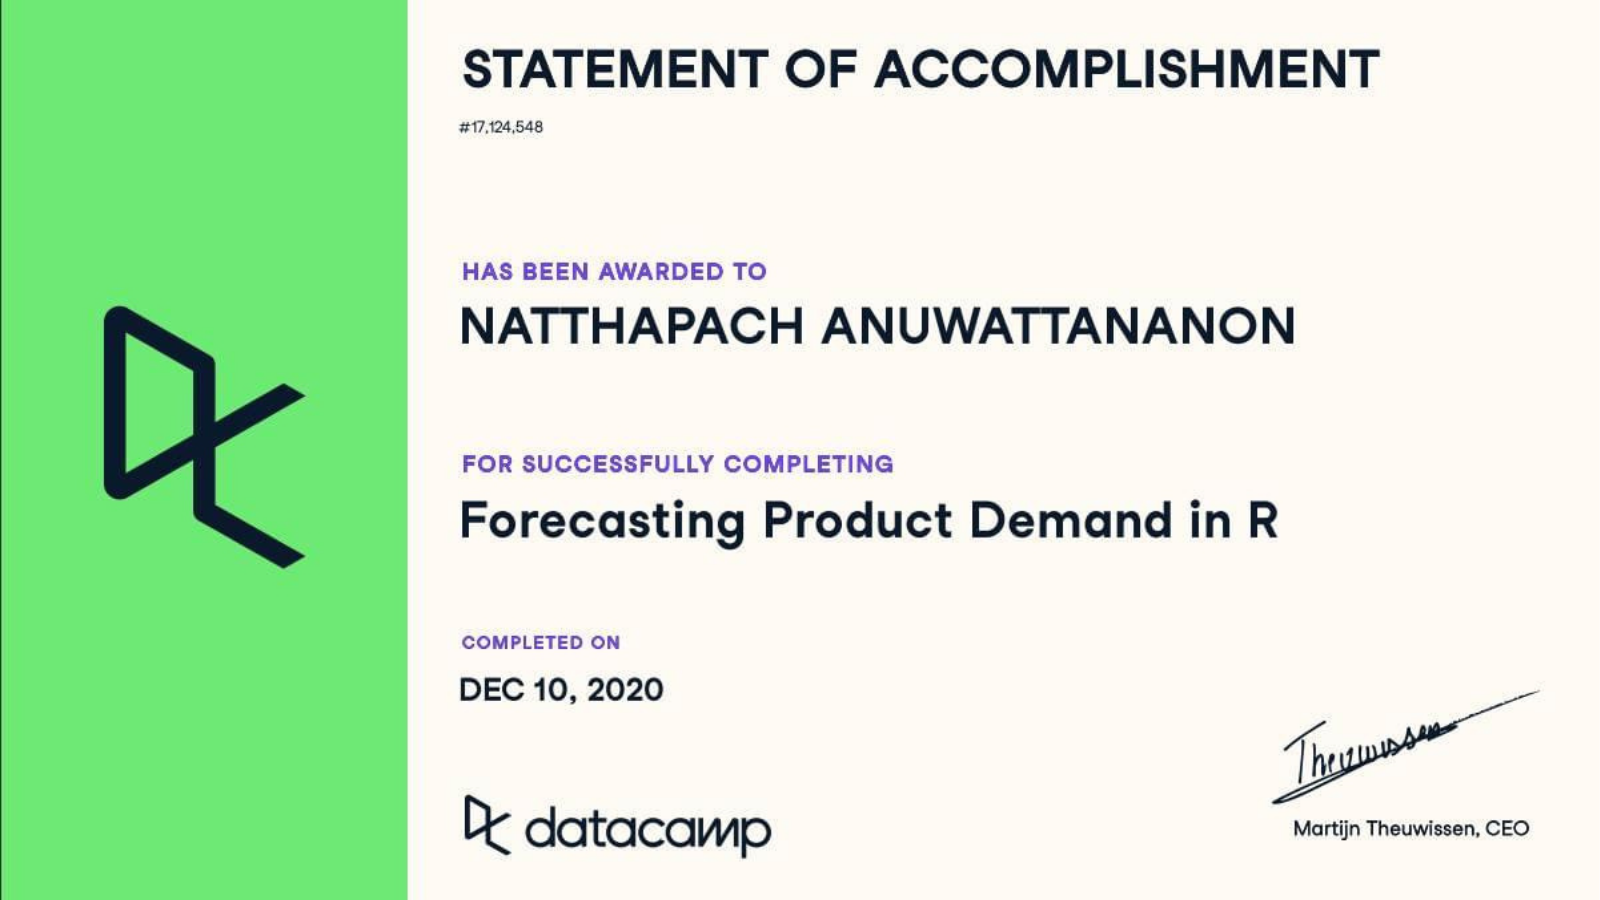 STATEMENT OF ACCOMPLISHMENT
#17,124,548
HAS BEEN AWARDED TO
NATTHAPACH ANUWATTANANON
FOR SUCCESSFULLY COMPLETING
Forecasting Product Demand in R
COMPLETED ON
DEC 10, 2020
Theuwissen
datacamp
Martijn Theuwissen, CEO